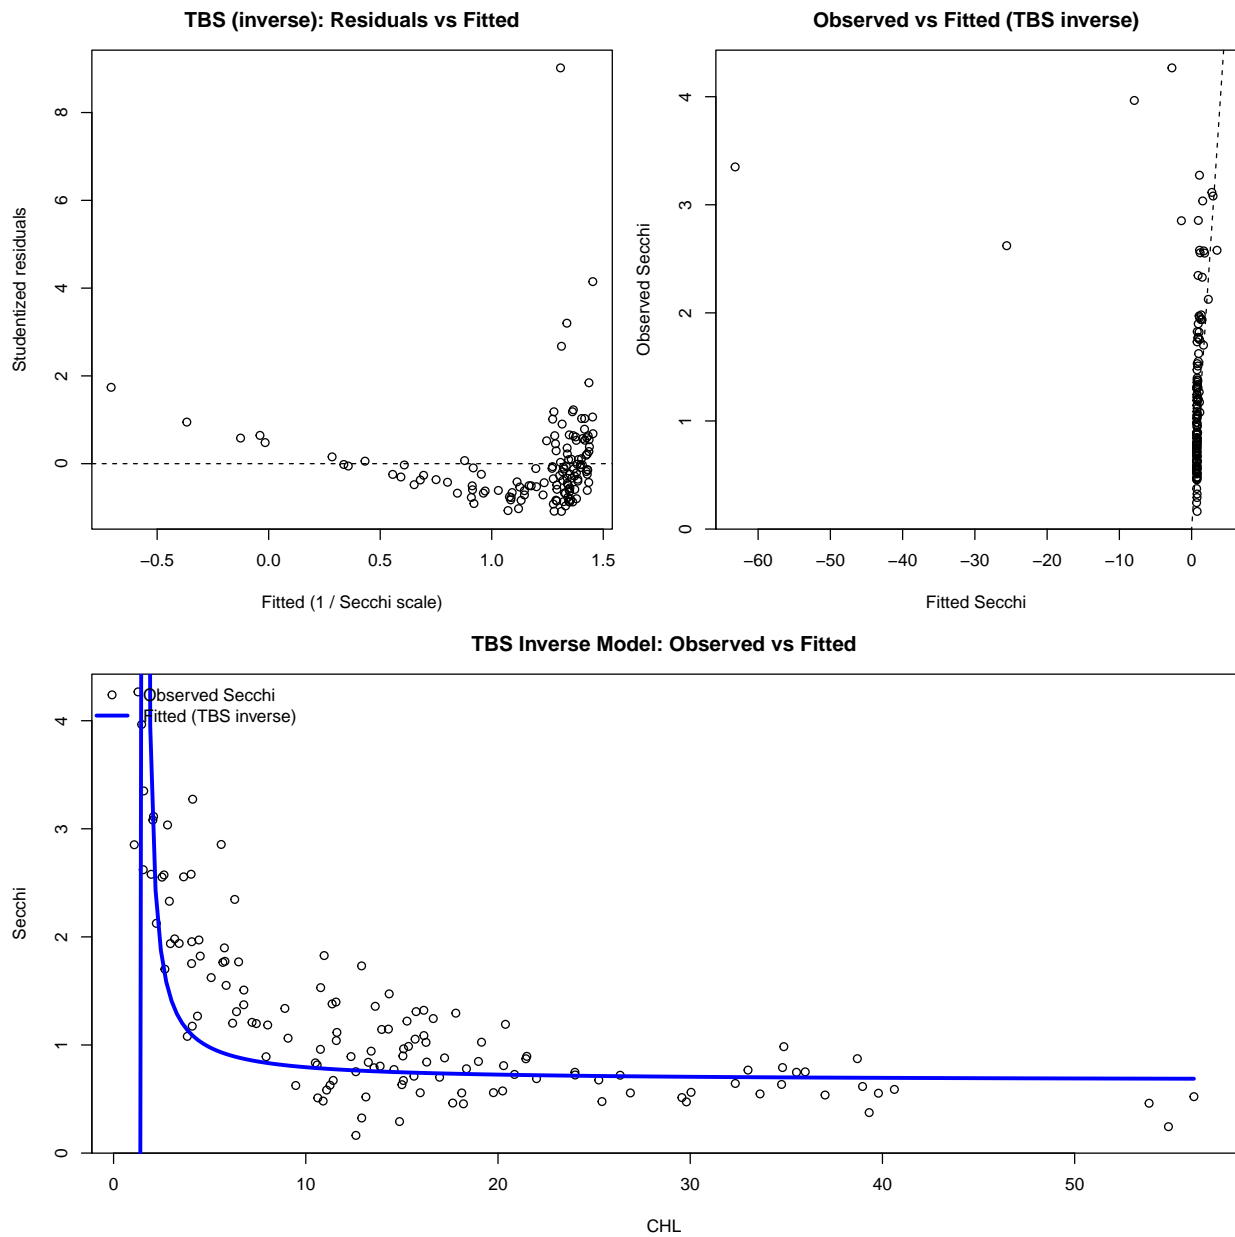 TBS (inverse): Residuals vs Fitted
Studentized residuals
8
6
4
2
0
−0.5 0.0 0.5 1.0 1.5
Fitted (1 / Secchi scale)
Observed vs Fitted (TBS inverse)
Observed Secchi
4
3
2
1
0
−60 −50 −40 −30 −20 −10 0
Fitted Secchi
TBS Inverse Model: Observed vs Fitted
Observed Secchi
Fitted (TBS inverse)
Secchi
4
3
2
1
0
0 10 20 30 40 50
CHL